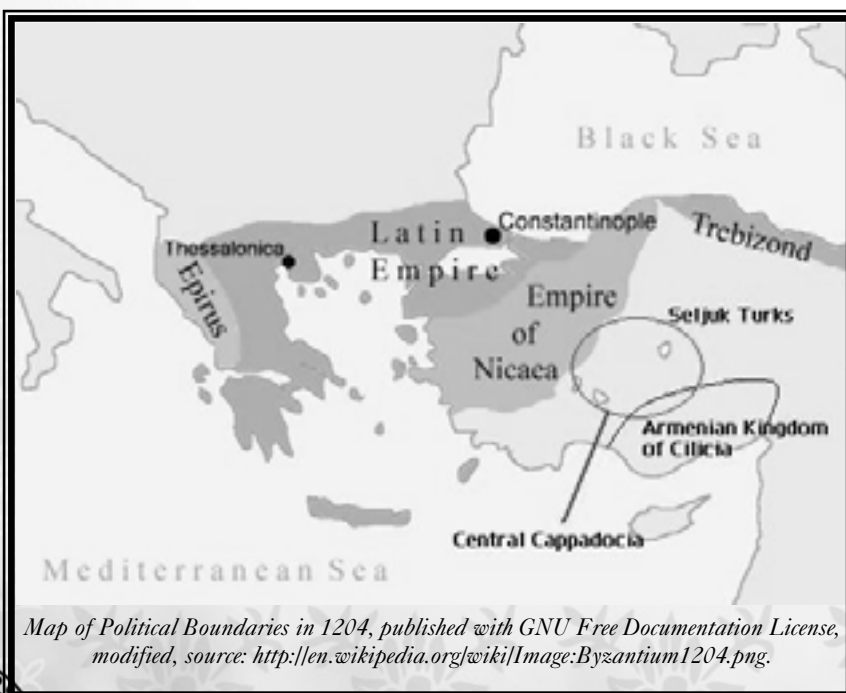 Black Sea
Constantinople
Latin
Empire
Thessalonica
Trebizond
Epirus
Empire
of
Nicaea
Seljuk Turks
Armenian Kingdom
of Cilicia
Central Cappadocia
Mediterranean Sea
Map of Political Boundaries in 1204, published with GNU Free Documentation License,
modified, source: http://en.wikipedia.org/wiki/Image:Byzantium1204.png.